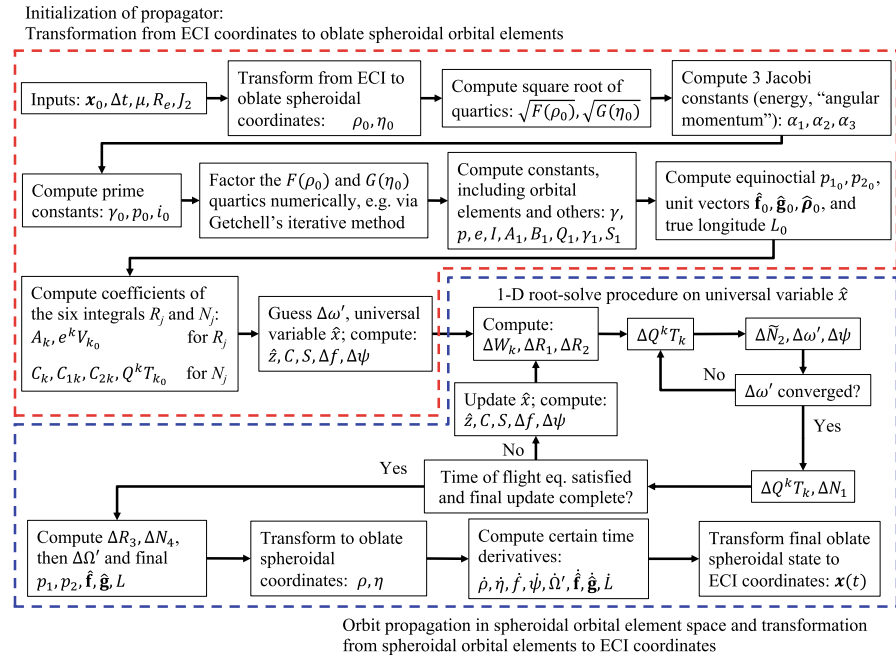 Initialization of propagator:
Transformation from ECI coordinates to oblate spheroidal orbital elements
Inputs: 𝒙₀, Δt, μ, Rₑ, J₂
Transform from ECI to
oblate spheroidal
coordinates: ρ₀, η₀
Compute square root of
quartics: √F(ρ₀), √G(η₀)
Compute 3 Jacobi
constants (energy, “angular
momentum”): α₁, α₂, α₃
Compute prime
constants: γ₀, p₀, i₀
Factor the F(ρ₀) and G(η₀)
quartics numerically, e.g. via
Getchell's iterative method
Compute constants,
including orbital
elements and others: γ,
p, e, I, A₁, B₁, Q₁, γ₁, S₁
Compute equinoctial p₁₀, p₂₀,
unit vectors f̂₀, ĝ₀, ρ̂₀, and
true longitude L₀
Compute coefficients of
the six integrals Rⱼ and Nⱼ:
Aₖ, eᵏVₖ₀ for Rⱼ
Cₖ, C₁ₖ, C₂ₖ, QᵏTₖ₀ for Nⱼ
Guess Δω′, universal
variable x̂; compute:
ẑ, C, S, Δf, Δψ
1-D root-solve procedure on universal variable x̂
Compute:
ΔWₖ, ΔR₁, ΔR₂
ΔQᵏTₖ
ΔÑ₂, Δω′, Δψ
No
Δω′ converged?
Yes
Update x̂; compute:
ẑ, C, S, Δf, Δψ
No
Yes
Time of flight eq. satisfied
and final update complete?
ΔQᵏTₖ, ΔN₁
Compute ΔR₃, ΔN₄,
then ΔΩ′ and final
p₁, p₂, f̂, ĝ, L
Transform to oblate
spheroidal
coordinates: ρ, η
Compute certain time
derivatives:
ρ̇, η̇, ḟ, ψ̇, Ω̇′, f̂̇, ĝ̇, L̇
Transform final oblate
spheroidal state to
ECI coordinates: 𝒙(t)
Orbit propagation in spheroidal orbital element space and transformation
from spheroidal orbital elements to ECI coordinates